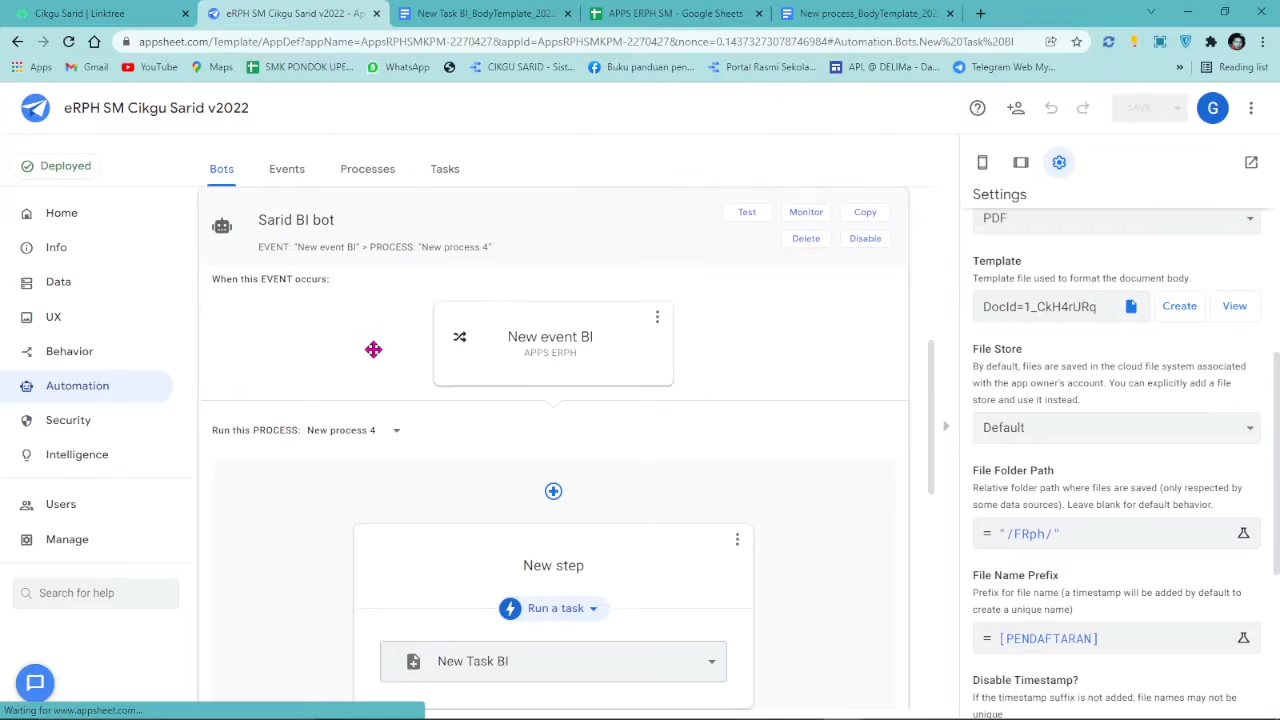 Cikgu Sarid | Linktree
eRPH SM Cikgu Sarid v2022 - Ap
New Task BI_BodyTemplate_2022
APPS ERPH SM - Google Sheets
New process_BodyTemplate_2022
appsheet.com/Template/AppDef?appName=AppsRPHSMKPM-2270427&appId=AppsRPHSMKPM-2270427&nonce=0.14373273078746984#Automation.Bots.New%20Task%20BI
Apps
Gmail
YouTube
Maps
SMK PONDOK UPE...
WhatsApp
CIKGU SARID - Sist...
Buku panduan pen...
Portal Rasmi Sekola...
APL @ DELIMa - Da...
Telegram Web My...
»
Reading list
eRPH SM Cikgu Sarid v2022
SAVE
G
Deployed
Bots
Events
Processes
Tasks
Home
Info
Data
UX
Behavior
Automation
Security
Intelligence
Users
Manage
Search for help
Sarid BI bot
EVENT: "New event BI" > PROCESS: "New process 4"
Test
Monitor
Copy
Delete
Disable
When this EVENT occurs:
New event BI
APPS ERPH
Run this PROCESS: New process 4
New step
Run a task
New Task BI
Settings
PDF
Template
Template file used to format the document body.
DocId=1_CkH4rURq
Create
View
File Store
By default, files are saved in the cloud file system associated
with the app owner's account. You can explicitly add a file
store and use it instead.
Default
File Folder Path
Relative folder path where files are saved (only respected by
some data sources). Leave blank for default behavior.
= "/FRph/"
File Name Prefix
Prefix for file name (a timestamp will be added by default to
create a unique name)
= [PENDAFTARAN]
Disable Timestamp?
If the timestamp suffix is not added, file names may not be
unique
Waiting for www.appsheet.com...